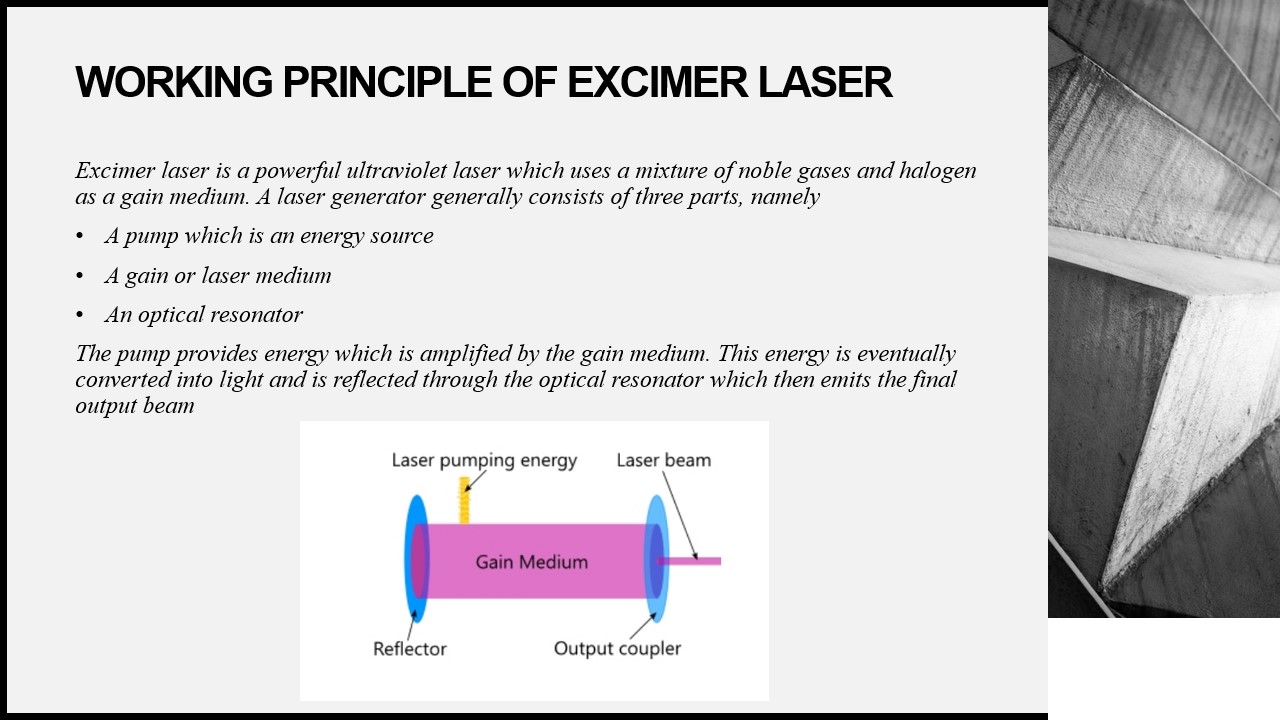 WORKING PRINCIPLE OF EXCIMER LASER
Excimer laser is a powerful ultraviolet laser which uses a mixture of noble gases and halogen
as a gain medium. A laser generator generally consists of three parts, namely
• A pump which is an energy source
• A gain or laser medium
• An optical resonator
The pump provides energy which is amplified by the gain medium. This energy is eventually
converted into light and is reflected through the optical resonator which then emits the final
output beam
Laser pumping energy
Laser beam
Gain Medium
Reflector
Output coupler